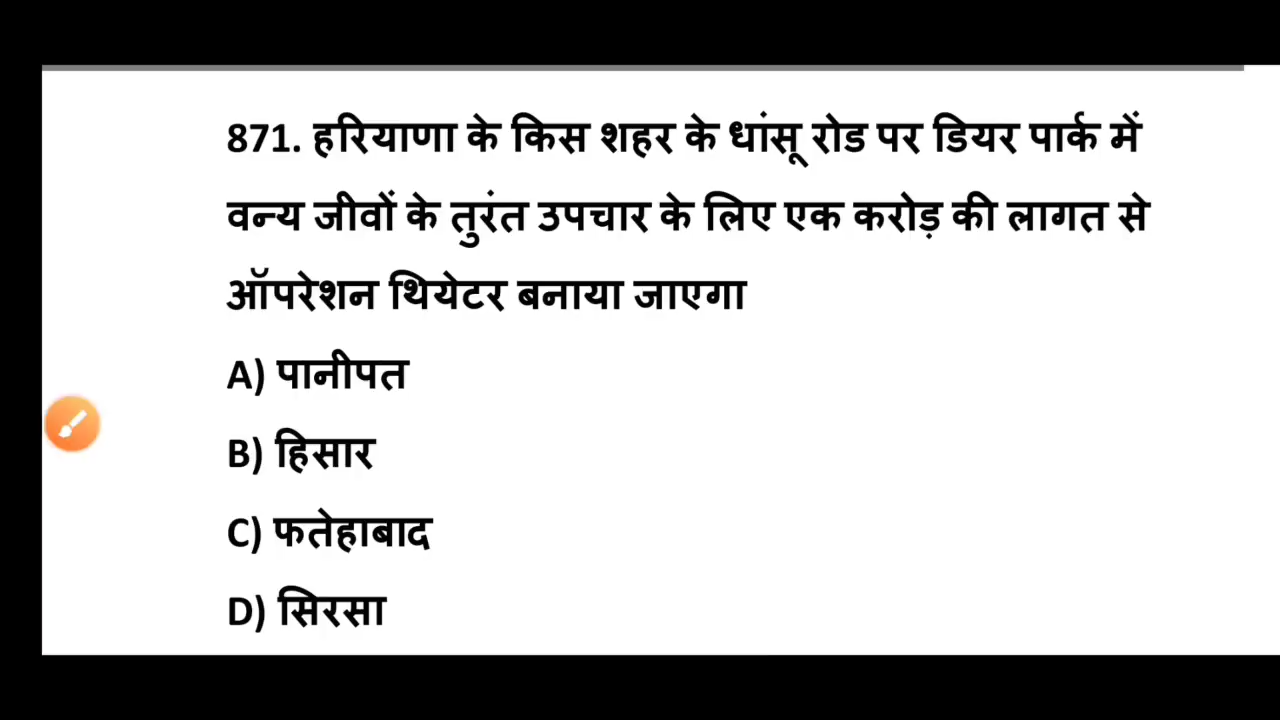 871. हरियाणा के किस शहर के धांसू रोड पर डियर पार्क में
वन्य जीवों के तुरंत उपचार के लिए एक करोड़ की लागत से
ऑपरेशन थियेटर बनाया जाएगा
A) पानीपत
B) हिसार
C) फतेहाबाद
D) सिरसा